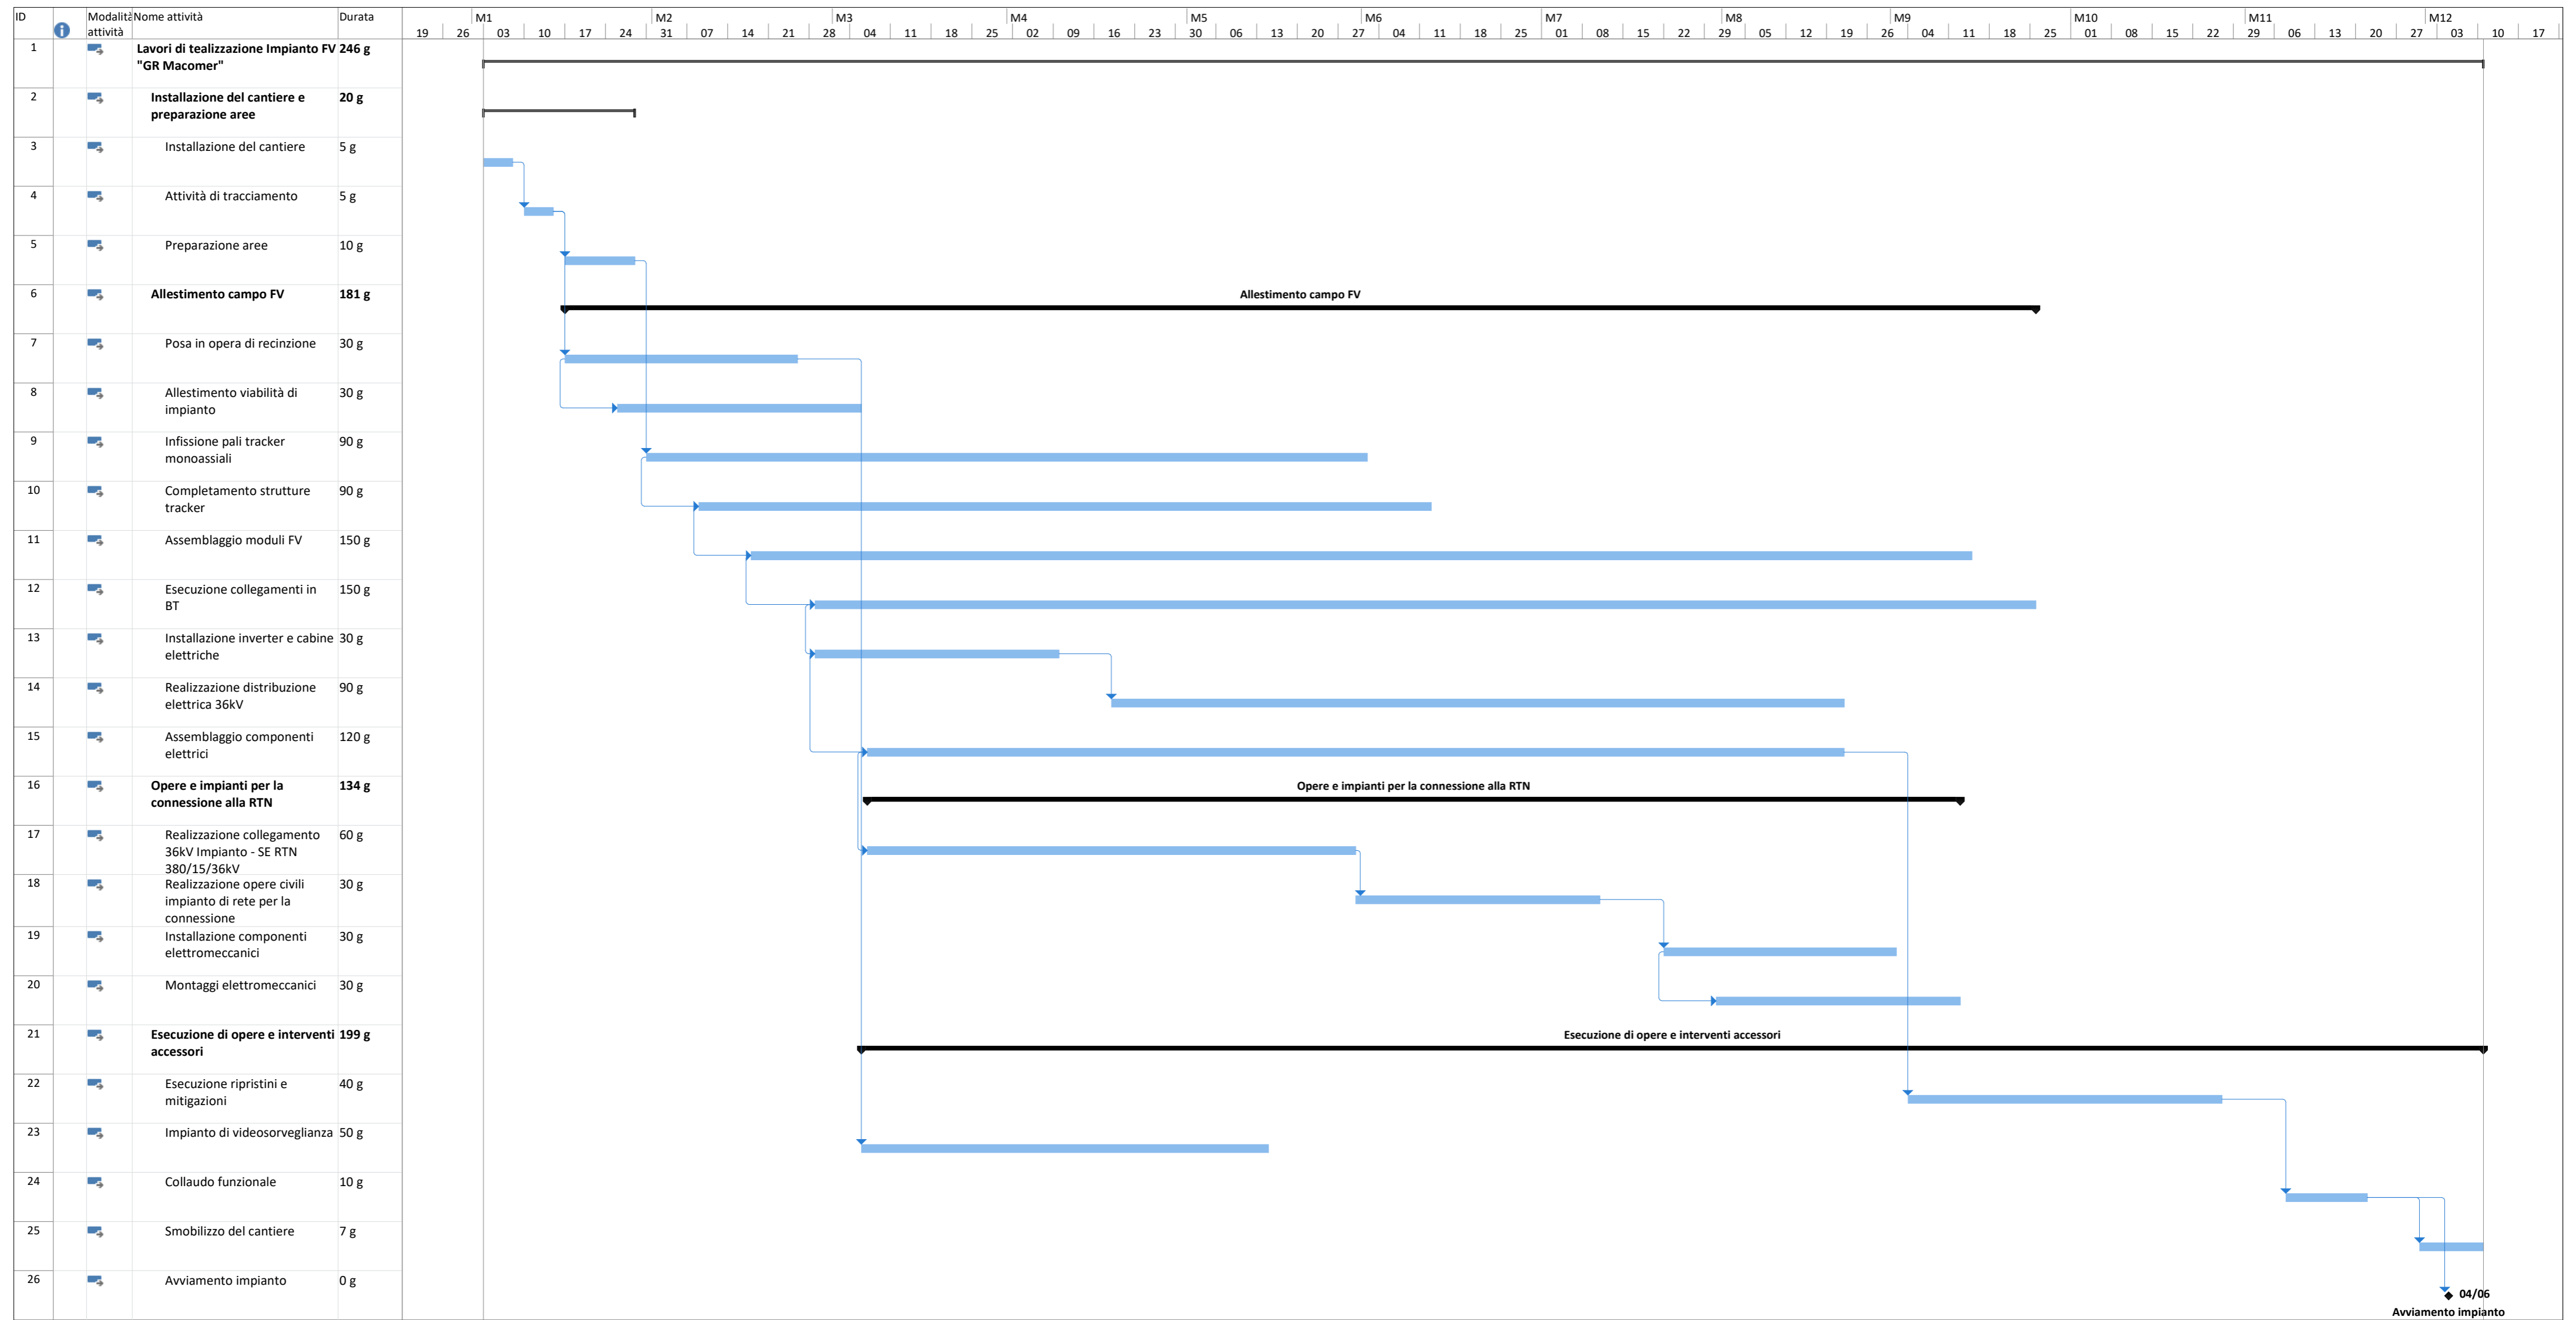 ID Modalità Nome attività Durata M1 M2 M3 M4 M5 M6 M7 M8 M9 M10 M11 M12
attività 19 26 03 10 17 24 31 07 14 21 28 04 11 18 25 02 09 16 23 30 06 13 20 27 04 11 18 25 01 08 15 22 29 05 12 19 26 04 11 18 25 01 08 15 22 29 06 13 20 27 03 10 17
1 Lavori di tealizzazione Impianto FV 246 g
"GR Macomer"
2 Installazione del cantiere e 20 g
preparazione aree
3 Installazione del cantiere 5 g
4 Attività di tracciamento 5 g
5 Preparazione aree 10 g
6 Allestimento campo FV 181 g Allestimento campo FV
7 Posa in opera di recinzione 30 g
8 Allestimento viabilità di 30 g
impianto
9 Infissione pali tracker 90 g
monoassiali
10 Completamento strutture 90 g
tracker
11 Assemblaggio moduli FV 150 g
12 Esecuzione collegamenti in 150 g
BT
13 Installazione inverter e cabine 30 g
elettriche
14 Realizzazione distribuzione 90 g
elettrica 36kV
15 Assemblaggio componenti 120 g
elettrici
16 Opere e impianti per la 134 g Opere e impianti per la connessione alla RTN
connessione alla RTN
17 Realizzazione collegamento 60 g
36kV Impianto - SE RTN
380/15/36kV
18 Realizzazione opere civili 30 g
impianto di rete per la
connessione
19 Installazione componenti 30 g
elettromeccanici
20 Montaggi elettromeccanici 30 g
21 Esecuzione di opere e interventi 199 g Esecuzione di opere e interventi accessori
accessori
22 Esecuzione ripristini e 40 g
mitigazioni
23 Impianto di videosorveglianza 50 g
24 Collaudo funzionale 10 g
25 Smobilizzo del cantiere 7 g
26 Avviamento impianto 0 g 04/06
Avviamento impianto